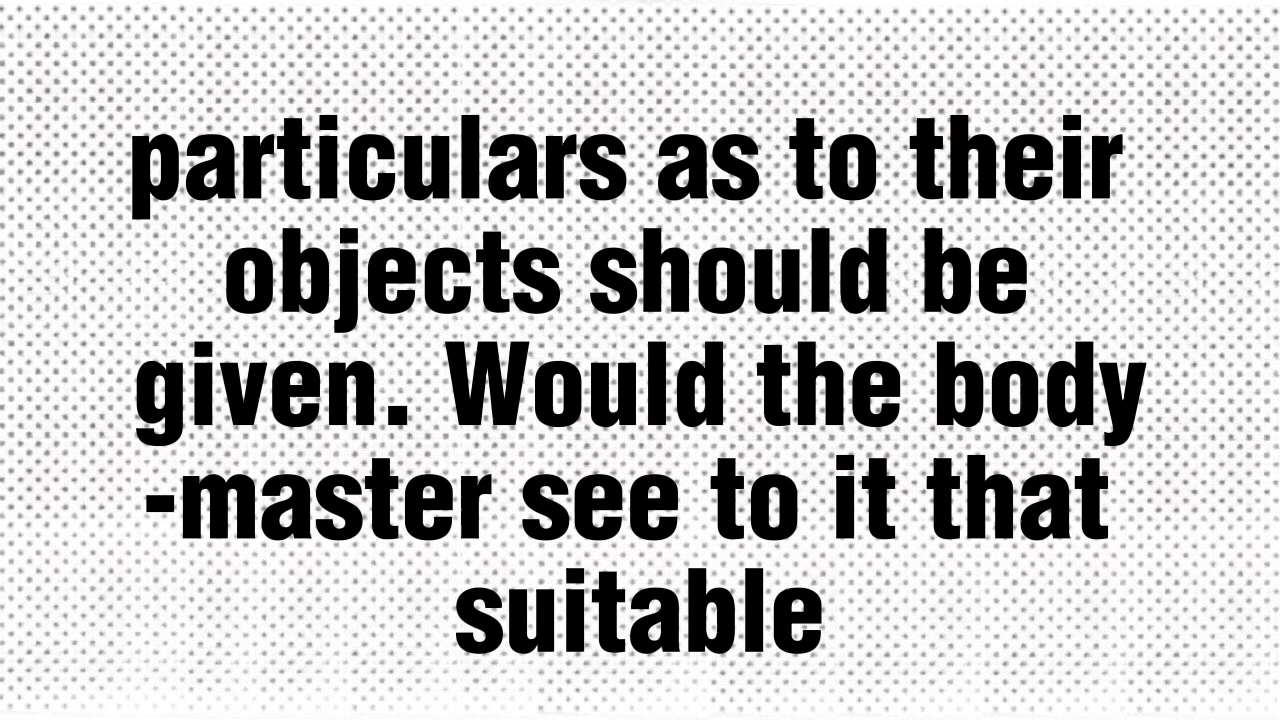 particulars as to their
objects should be
given. Would the body
-master see to it that
suitable